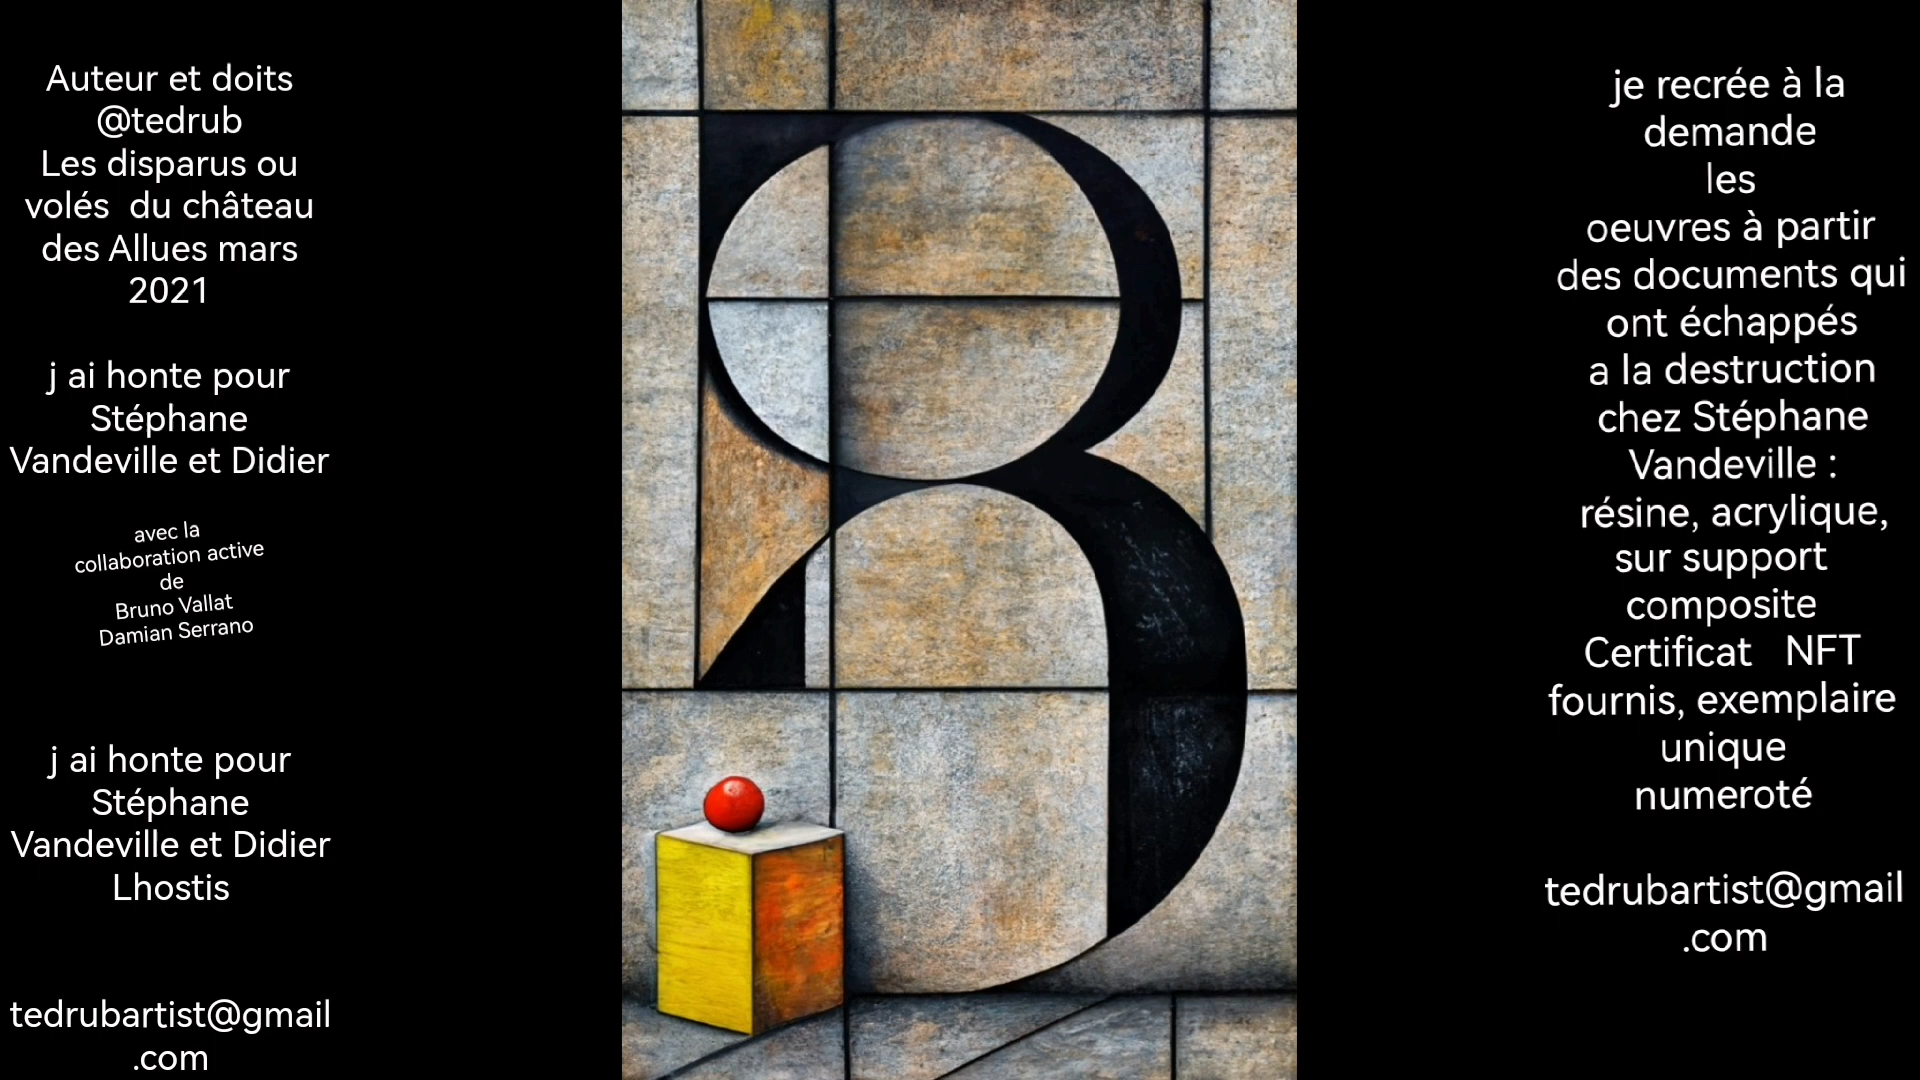 Auteur et doits
@tedrub
Les disparus ou
volés  du château
des Allues mars
2021
j ai honte pour
Stéphane
Vandeville et Didier
avec la
collaboration active
de
Bruno Vallat
Damian Serrano
j ai honte pour
Stéphane
Vandeville et Didier
Lhostis
tedrubartist@gmail
.com
je recrée à la
demande
les
oeuvres à partir
des documents qui
ont échappés
a la destruction
chez Stéphane
Vandeville :
résine, acrylique,
sur support
composite
Certificat   NFT
fournis, exemplaire
unique
numeroté
tedrubartist@gmail
.com